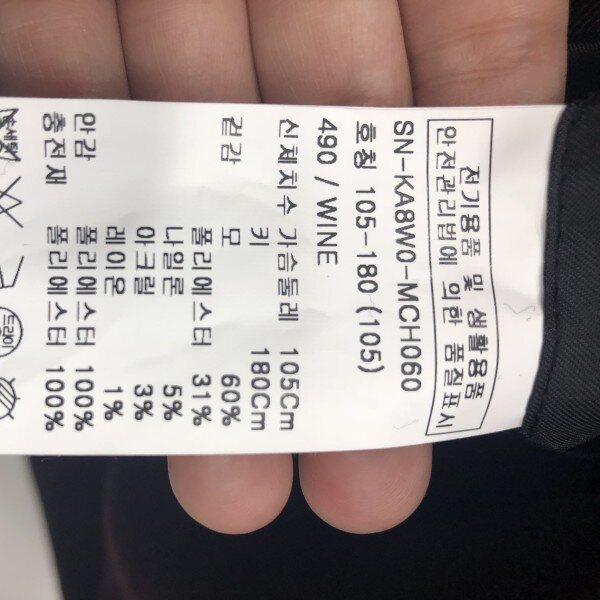 전기용품 및 생활용품
안전관리법에 의한 품질표시
SN-KA8W0-MCH060
호칭 105-180 (105)
490 / WINE
신체치수 가슴둘레 105Cm
키 180Cm
겉감 모 60%
폴리에스터 31%
나일론 5%
아크릴 3%
레이온 1%
안감 폴리에스터 100%
충전재 폴리에스터 100%
드라이